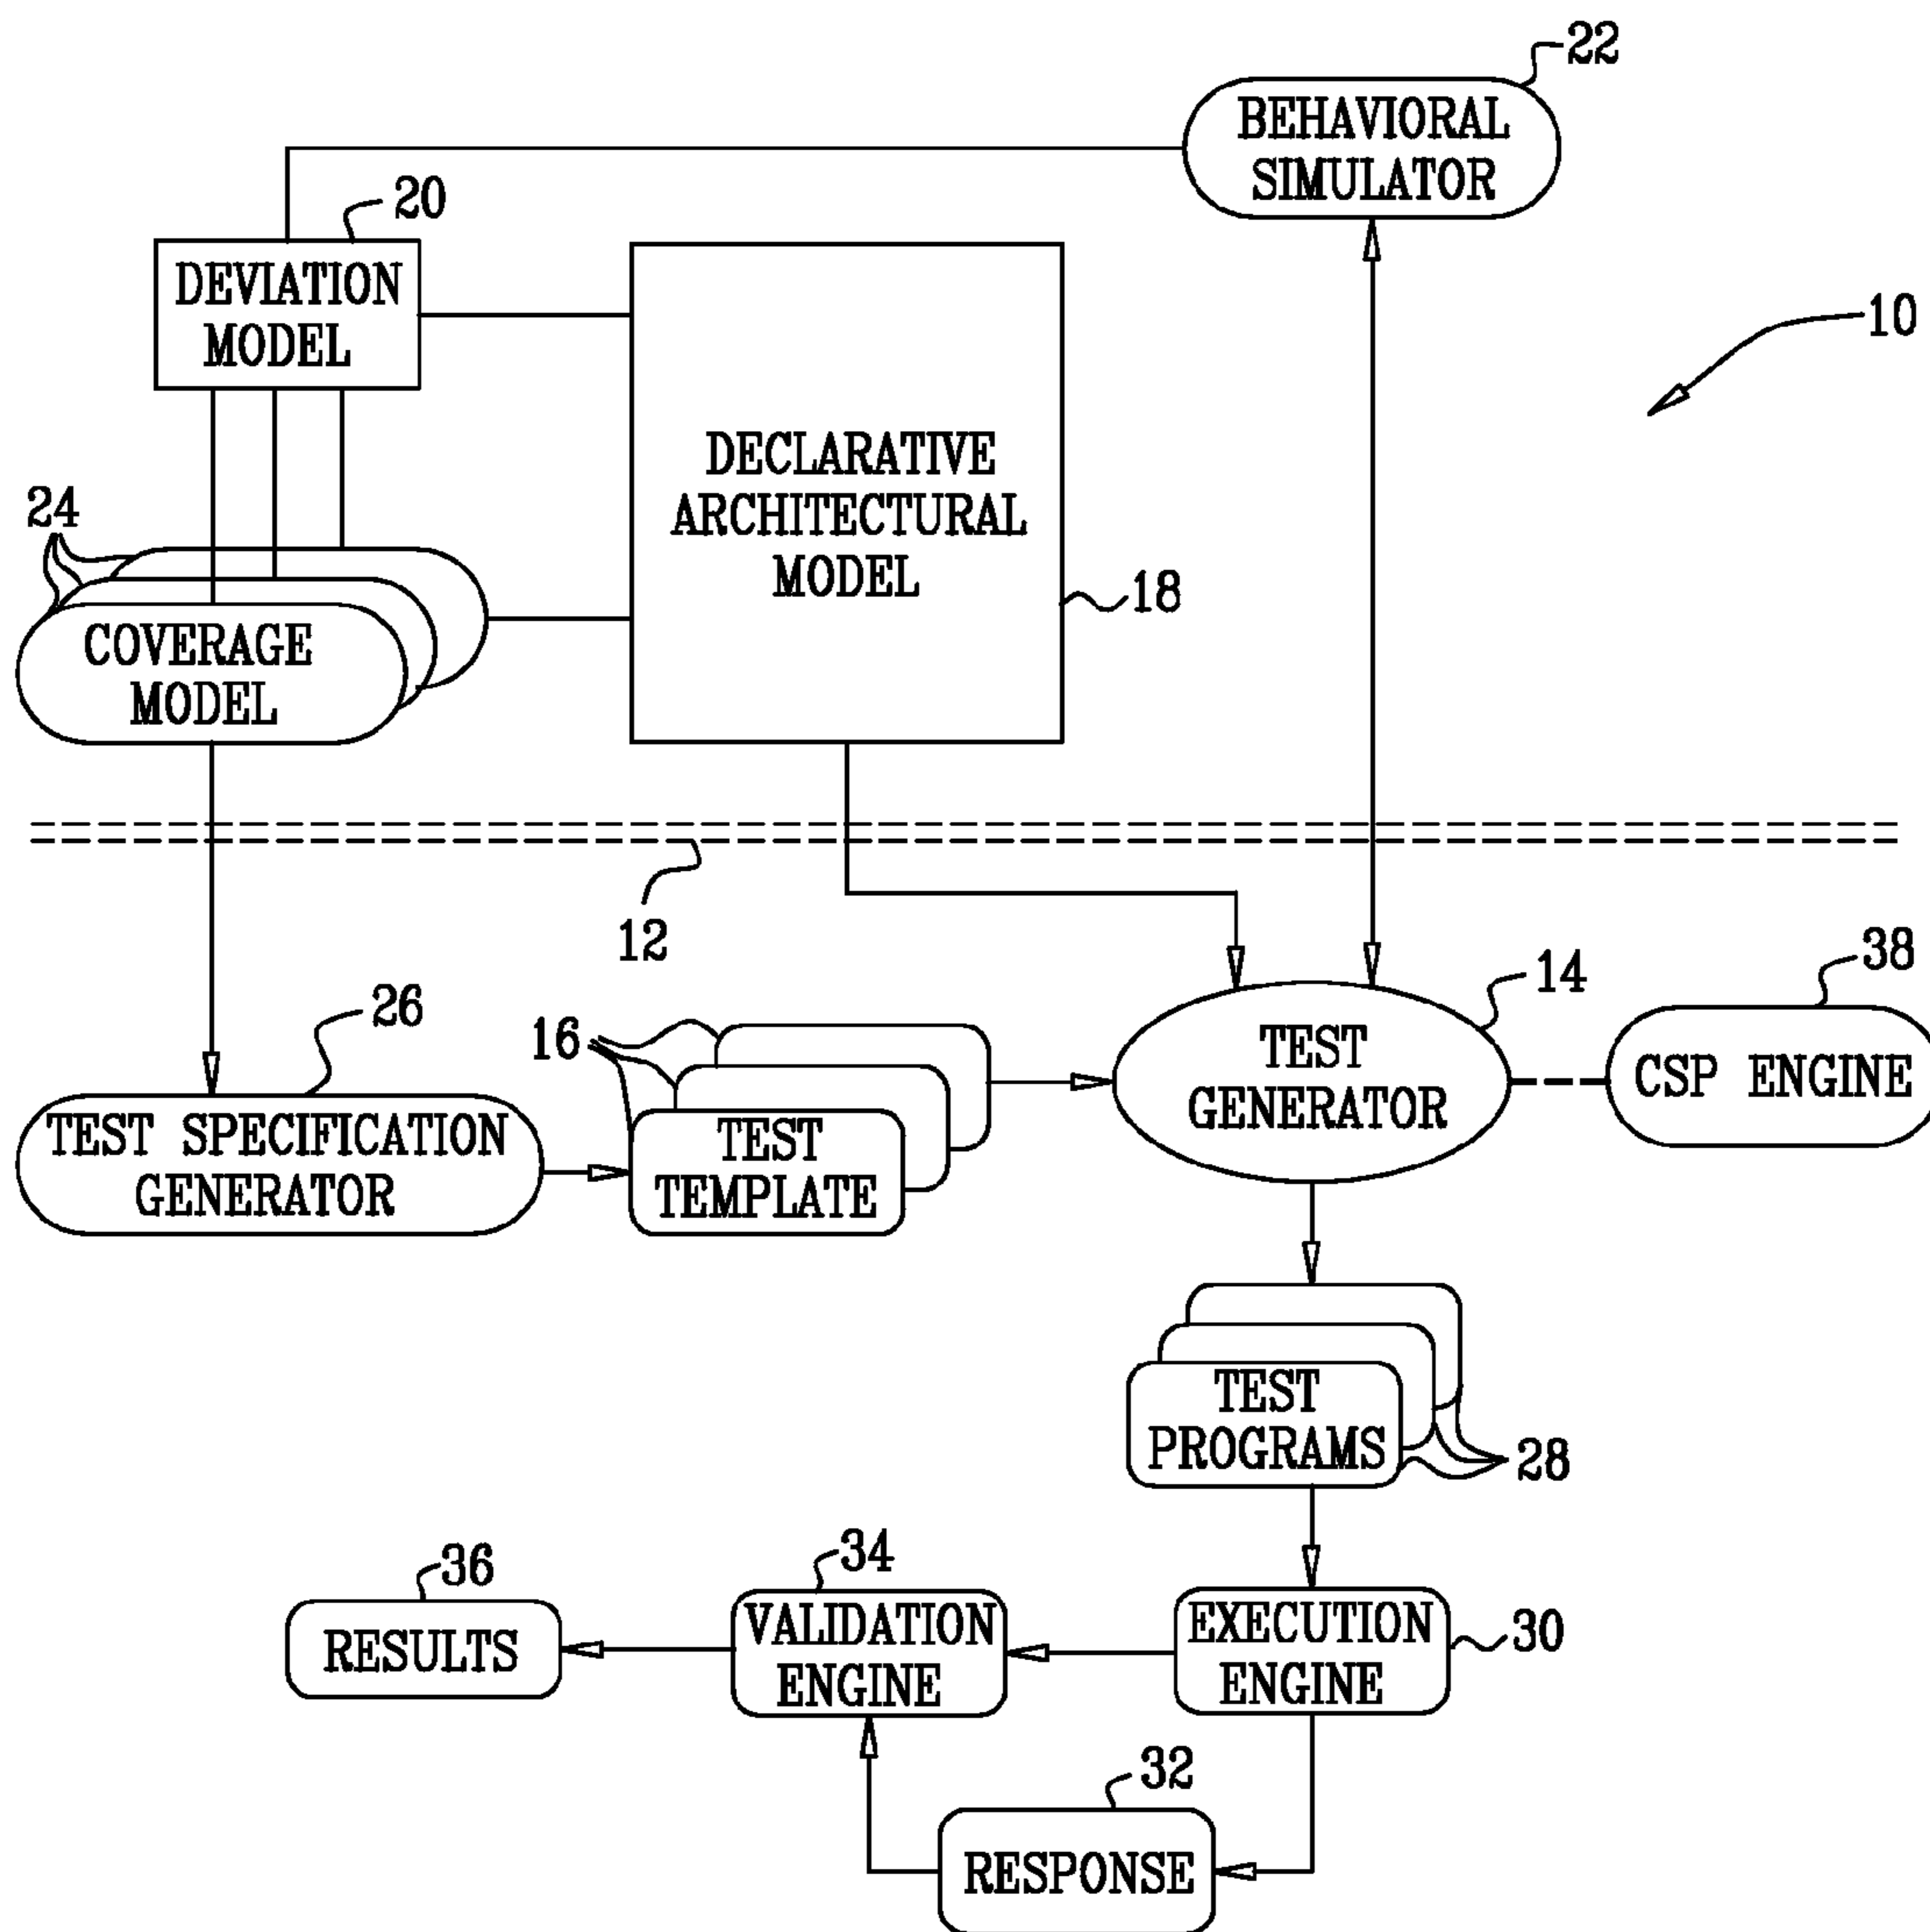 22
BEHAVIORAL
SIMULATOR
20
DEVIATION
MODEL
10
DECLARATIVE
ARCHITECTURAL
MODEL
18
24
COVERAGE
MODEL
12
14
38
26
16
TEST
GENERATOR
CSP ENGINE
TEST SPECIFICATION
GENERATOR
TEST
TEMPLATE
TEST
PROGRAMS
28
34
36
EXECUTION
ENGINE
30
VALIDATION
ENGINE
RESULTS
32
RESPONSE